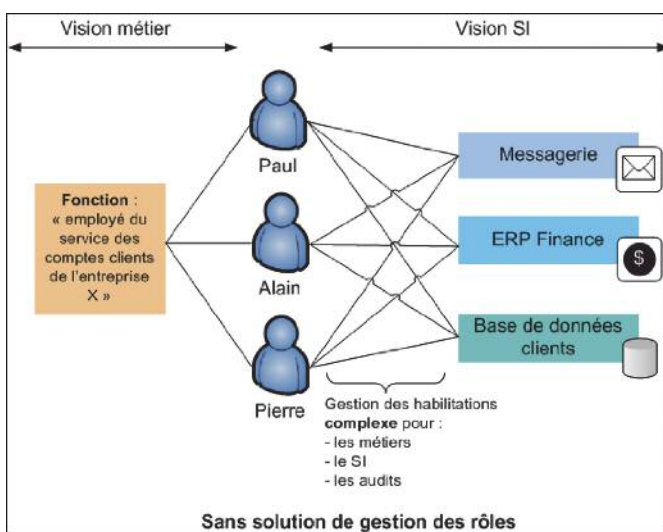 Vision métier
Vision SI
Paul
Messagerie
Fonction :
« employé du
service des
comptes clients
de l'entreprise
X »
ERP Finance
$
Alain
Base de données
clients
Pierre
Gestion des habilitations
complexe pour :
- les métiers
- le SI
- les audits
Sans solution de gestion des rôles